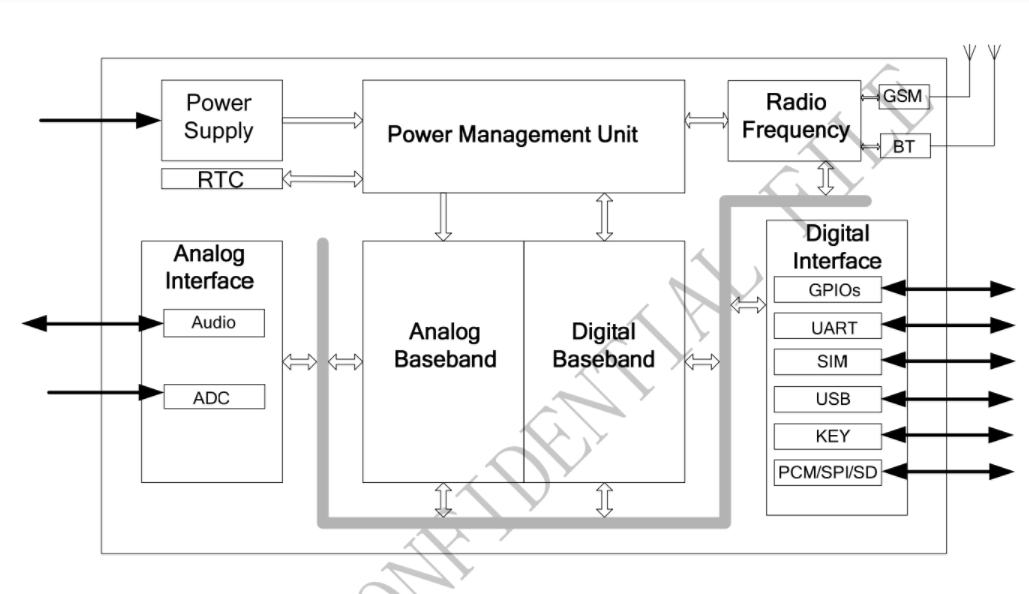 Power
Supply
RTC
Power Management Unit
Radio
Frequency
GSM
BT
Analog
Interface
Audio
ADC
Analog
Baseband
Digital
Baseband
Digital
Interface
GPIOs
UART
SIM
USB
KEY
PCM/SPI/SD
ONFIDENTIAL FILE